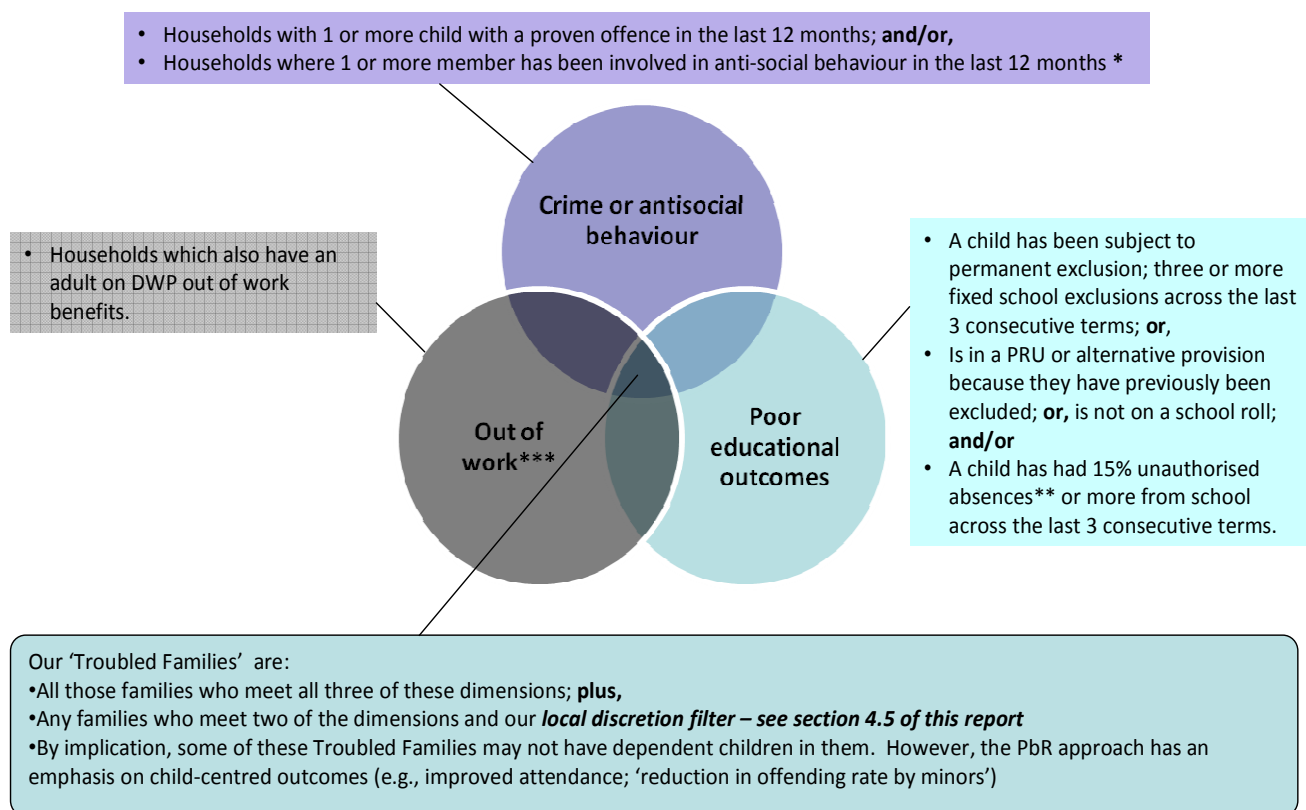 • Households with 1 or more child with a proven offence in the last 12 months; and/or,
• Households where 1 or more member has been involved in anti-social behaviour in the last 12 months *
Crime or antisocial
behaviour
• Households which also have an
adult on DWP out of work
benefits.
• A child has been subject to
permanent exclusion; three or more
fixed school exclusions across the last
3 consecutive terms; or,
• Is in a PRU or alternative provision
because they have previously been
excluded; or, is not on a school roll;
and/or
• A child has had 15% unauthorised
absences** or more from school
across the last 3 consecutive terms.
Out of
work***
Poor
educational
outcomes
Our ‘Troubled Families’ are:
•All those families who meet all three of these dimensions; plus,
•Any families who meet two of the dimensions and our local discretion filter – see section 4.5 of this report
•By implication, some of these Troubled Families may not have dependent children in them. However, the PbR approach has an
emphasis on child-centred outcomes (e.g., improved attendance; ‘reduction in offending rate by minors’)